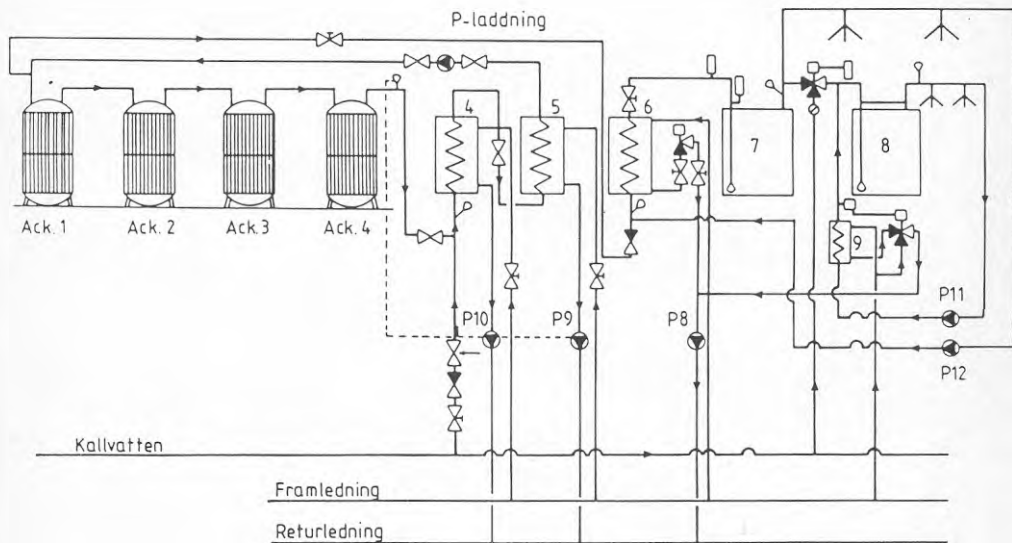 P-laddning
4
5
6
7
8
Ack. 1
Ack. 2
Ack. 3
Ack. 4
9
P10
P9
P8
P11
P12
Kallvatten
Framledning
Returledning